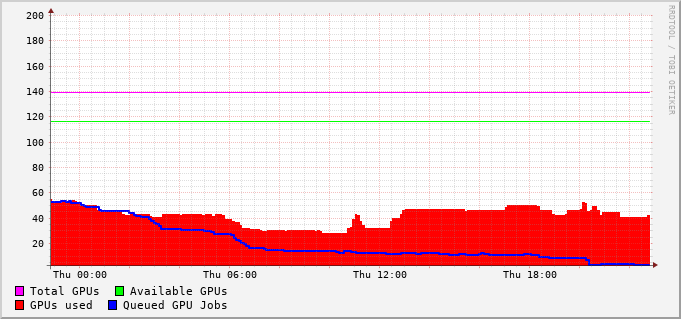 200
180
160
140
120
100
80
60
40
20
Thu 00:00 Thu 06:00 Thu 12:00 Thu 18:00
Total GPUs Available GPUs
GPUs used Queued GPU Jobs
RRDTOOL / TOBI OETIKER